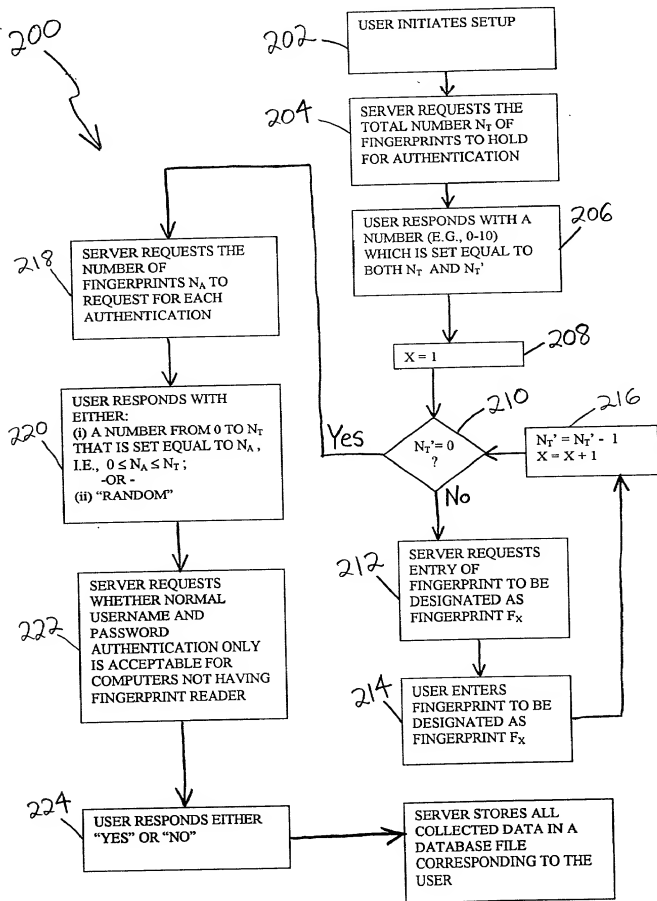 200
202
USER INITIATES SETUP
204
SERVER REQUESTS THE
TOTAL NUMBER N_T OF
FINGERPRINTS TO HOLD
FOR AUTHENTICATION
206
USER RESPONDS WITH A
NUMBER (E.G., 0-10)
WHICH IS SET EQUAL TO
BOTH N_T AND N_T'
208
X = 1
210
N_T' = 0
?
Yes
No
212
SERVER REQUESTS
ENTRY OF
FINGERPRINT TO BE
DESIGNATED AS
FINGERPRINT F_X
214
USER ENTERS
FINGERPRINT TO BE
DESIGNATED AS
FINGERPRINT F_X
216
N_T' = N_T' - 1
X = X + 1
218
SERVER REQUESTS THE
NUMBER OF
FINGERPRINTS N_A TO
REQUEST FOR EACH
AUTHENTICATION
220
USER RESPONDS WITH
EITHER:
(i) A NUMBER FROM 0 TO N_T
THAT IS SET EQUAL TO N_A,
I.E., 0 ≤ N_A ≤ N_T ;
-OR -
(ii) “RANDOM”
222
SERVER REQUESTS
WHETHER NORMAL
USERNAME AND
PASSWORD
AUTHENTICATION ONLY
IS ACCEPTABLE FOR
COMPUTERS NOT HAVING
FINGERPRINT READER
224
USER RESPONDS EITHER
“YES” OR “NO”
SERVER STORES ALL
COLLECTED DATA IN A
DATABASE FILE
CORRESPONDING TO THE
USER